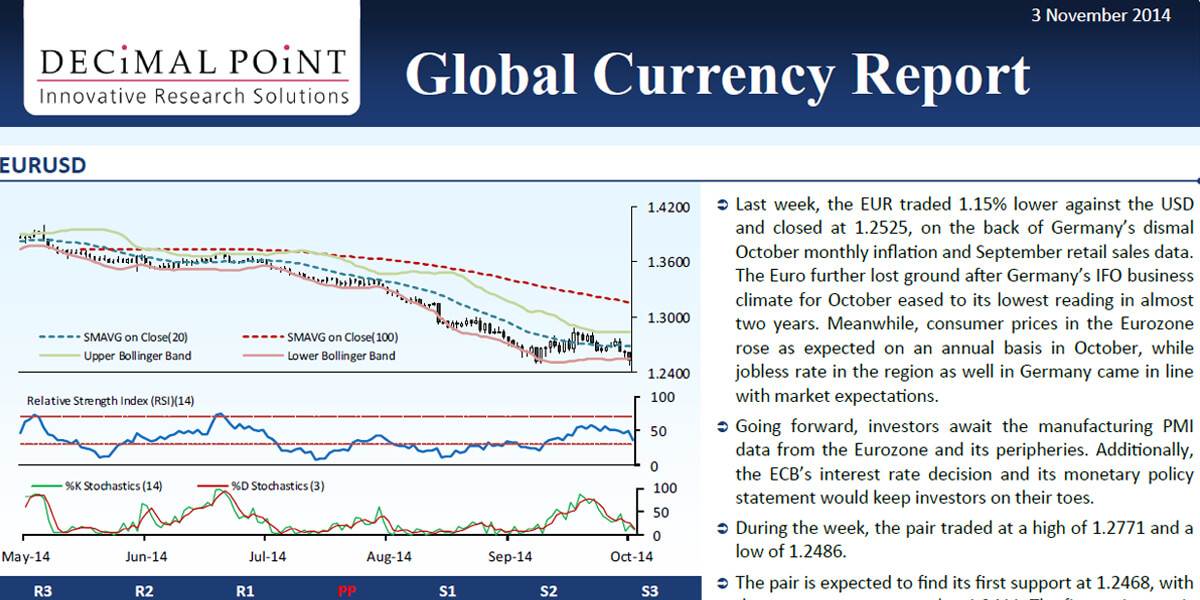 3 November 2014
DECiMAL POiNT
Innovative Research Solutions
Global Currency Report
EURUSD
1.4200
1.3600
1.3000
1.2400
SMAVG on Close(20)
SMAVG on Close(100)
Upper Bollinger Band
Lower Bollinger Band
Relative Strength Index (RSI)(14)
100
50
0
%K Stochastics (14)
%D Stochastics (3)
100
50
0
May-14
Jun-14
Jul-14
Aug-14
Sep-14
Oct-14
R3
R2
R1
PP
S1
S2
S3
Last week, the EUR traded 1.15% lower against the USD
and closed at 1.2525, on the back of Germany’s dismal
October monthly inflation and September retail sales data.
The Euro further lost ground after Germany’s IFO business
climate for October eased to its lowest reading in almost
two years. Meanwhile, consumer prices in the Eurozone
rose as expected on an annual basis in October, while
jobless rate in the region as well in Germany came in line
with market expectations.
Going forward, investors await the manufacturing PMI
data from the Eurozone and its peripheries. Additionally,
the ECB’s interest rate decision and its monetary policy
statement would keep investors on their toes.
During the week, the pair traded at a high of 1.2771 and a
low of 1.2486.
The pair is expected to find its first support at 1.2468, with